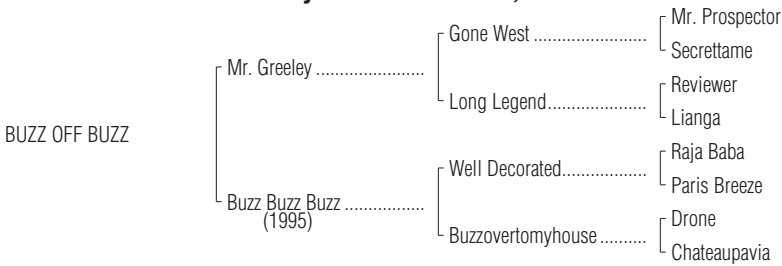 Mr. Prospector
Gone West ........................
Secrettame
Mr. Greeley .......................
Reviewer
Long Legend.....................
Lianga
BUZZ OFF BUZZ
Raja Baba
Well Decorated..................
Paris Breeze
Buzz Buzz Buzz .................
(1995)
Drone
Buzzovertomyhouse ..........
Chateaupavia